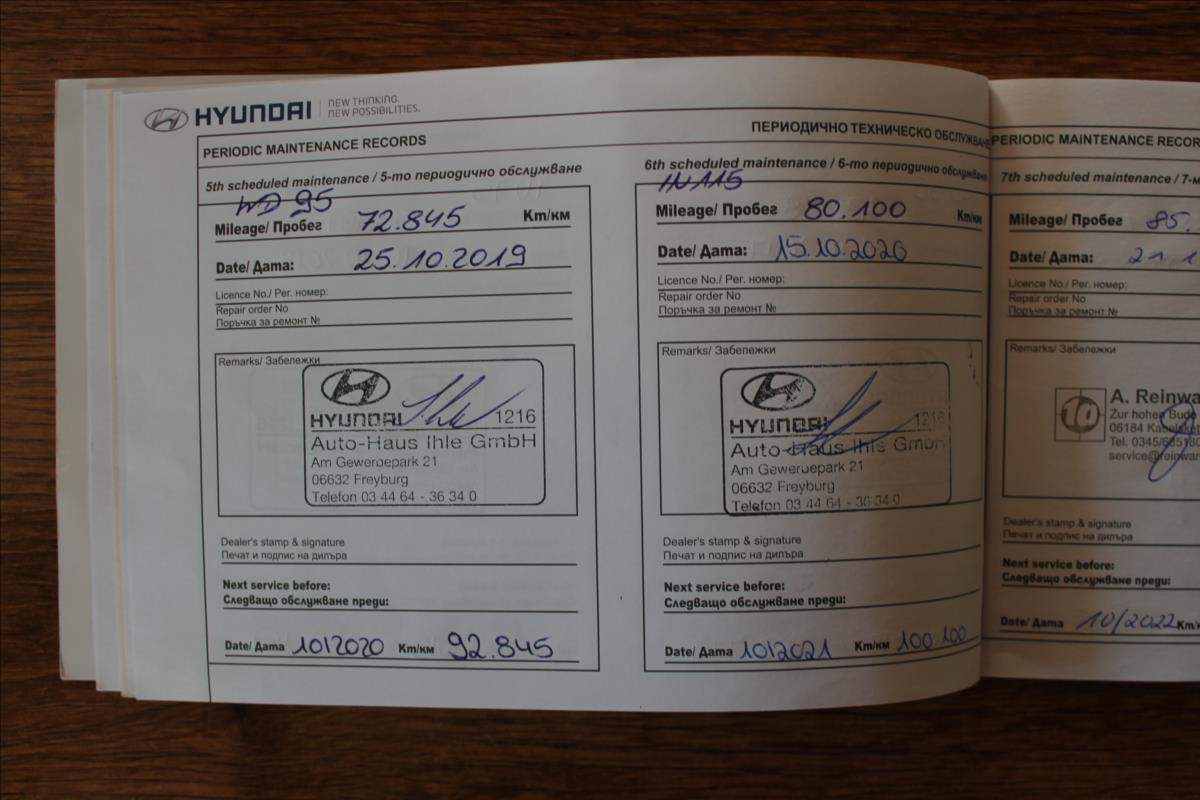 HYUNDAI
NEW THINKING.
NEW POSSIBILITIES.
PERIODIC MAINTENANCE RECORDS
ПЕРИОДИЧНО ТЕХНИЧЕСКО
5th scheduled maintenance / 5-то периодично обслужване
WD 95
Mileage/ Пробег 72.845 Km/км
Date/ Дата: 25.10.2019
Licence No./ Рег. номер:
Repair order No
Поръчка за ремонт №
Remarks/ Забележки
HYUNDAI 1216
Auto-Haus Ihle GmbH
Am Geweroepark 21
06632 Freyburg
Telefon 03 44 64 - 36 34 0
Dealer's stamp & signature
Печат и подпис на дилъра
Next service before:
Следващо обслужване преди:
Date/ Дата 10/2020 Km/км 92.845
6th scheduled maintenance / 6-то периодично обслужване
IN 115
Mileage/ Пробег 80.100 Km/км
Date/ Дата: 15.10.2020
Licence No./ Рег. номер:
Repair order No
Поръчка за ремонт №
Remarks/ Забележки
HYUNDAI 1216
Auto-Haus Ihle GmbH
Am Geweroepark 21
06632 Freyburg
Telefon 03 44 64 - 36 34 0
Dealer's stamp & signature
Печат и подпис на дилъра
Next service before:
Следващо обслужване преди:
Date/ Дата 10/2021 Km/км 100 100
PERIODIC MAINTENANCE
7th scheduled maintenance /
Mileage/ Пробег 85.
Date/ Дата: 21.1
Licence No./ Рег. номер:
Repair order No
Поръчка за ремонт №
Remarks/ Забележки
10
A.
Zur hohen
06184
Tel.
Dealer's stamp & signature
Печат и подпис на дилъра
Next service before:
Следващо обслужване преди:
Date/ Дата 10/2022